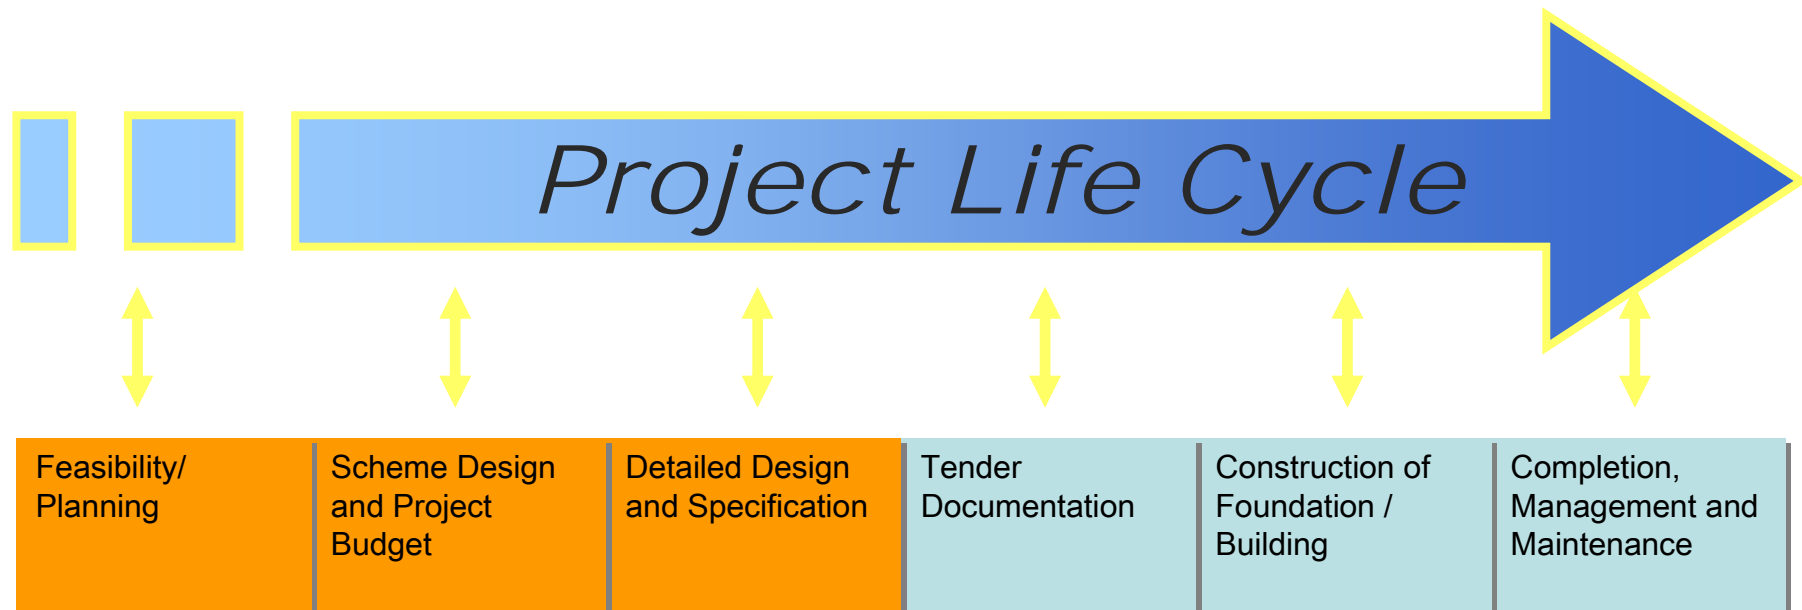 Project Life Cycle
Feasibility/
Planning
Scheme Design
and Project
Budget
Detailed Design
and Specification
Tender
Documentation
Construction of
Foundation /
Building
Completion,
Management and
Maintenance